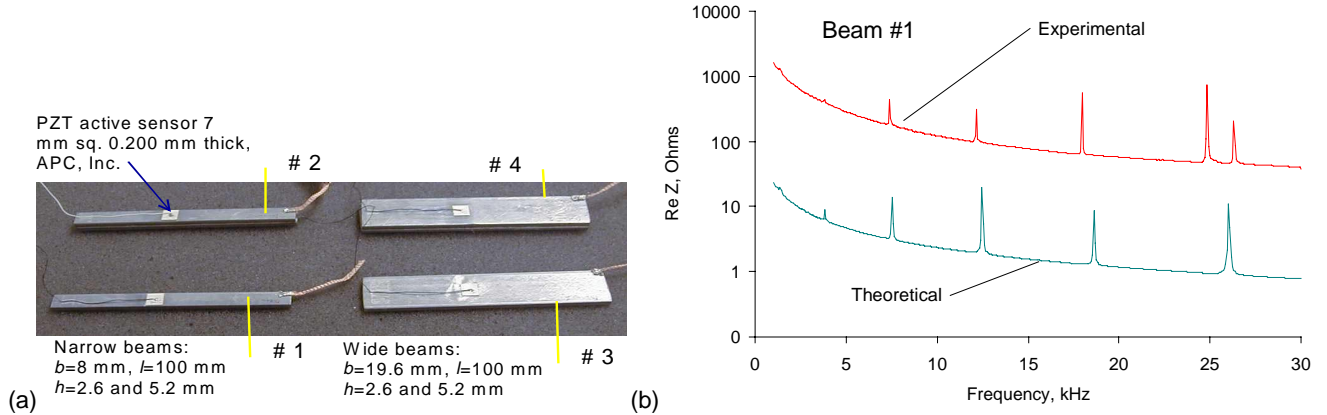 PZT active sensor 7
mm sq. 0.200 mm thick,
APC, Inc.
# 2
# 4
# 1
# 3
Narrow beams:
b=8 mm, l=100 mm
h=2.6 and 5.2 mm
Wide beams:
b=19.6 mm, l=100 mm
h=2.6 and 5.2 mm
(a)
(b)
Beam #1
Experimental
Theoretical
Re Z, Ohms
10000
1000
100
10
1
0
0
5
10
15
20
25
30
Frequency, kHz